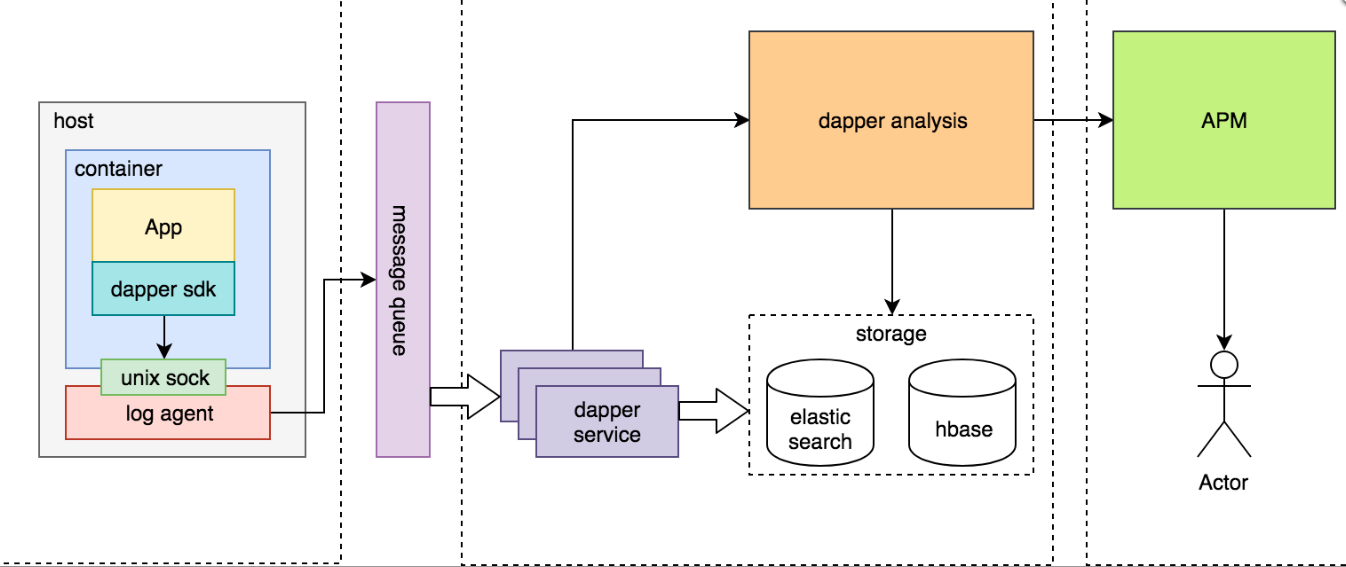 host
container
App
dapper sdk
unix sock
log agent
message queue
dapper
service
dapper analysis
storage
elastic
search
hbase
APM
Actor